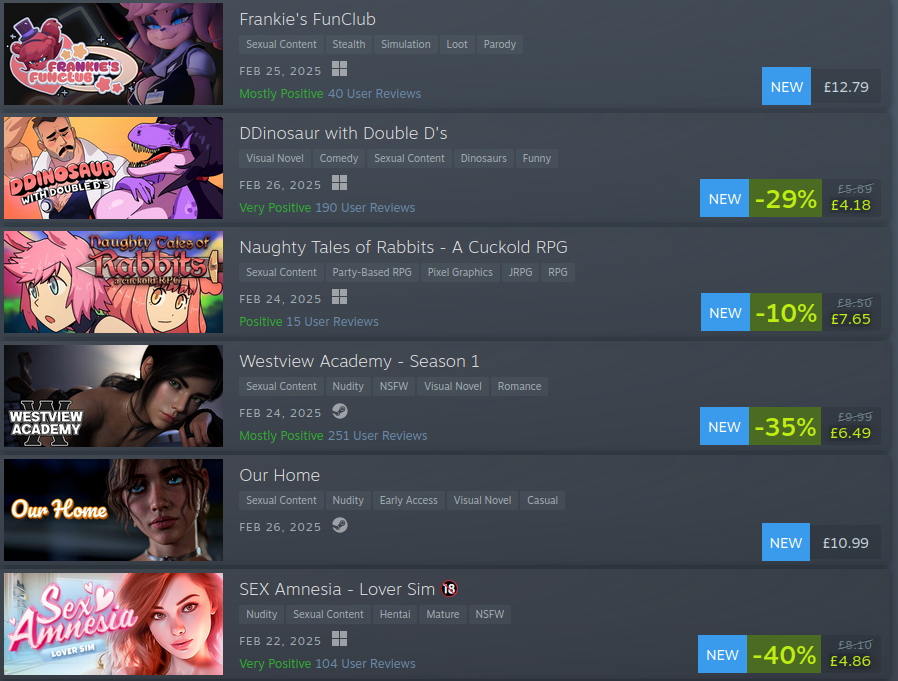 FRANKIE'S
FUNCLUB
Frankie's FunClub
Sexual Content Stealth Simulation Loot Parody
FEB 25, 2025
Mostly Positive 40 User Reviews
NEW £12.79
DDINOSAUR
WITH DOUBLE D'S
DDinosaur with Double D's
Visual Novel Comedy Sexual Content Dinosaurs Funny
FEB 26, 2025
Very Positive 190 User Reviews
NEW -29% £5.89
£4.18
Naughty Tales of
Rabbits
a cuckold RPG
Naughty Tales of Rabbits - A Cuckold RPG
Sexual Content Party-Based RPG Pixel Graphics JRPG RPG
FEB 24, 2025
Positive 15 User Reviews
NEW -10% £8.50
£7.65
W
WESTVIEW
ACADEMY
Westview Academy - Season 1
Sexual Content Nudity NSFW Visual Novel Romance
FEB 24, 2025
Mostly Positive 251 User Reviews
NEW -35% £9.99
£6.49
Our Home
Our Home
Sexual Content Nudity Early Access Visual Novel Casual
FEB 26, 2025
NEW £10.99
Sex
Amnesia
LOVER SIM
SEX Amnesia - Lover Sim 🔞
Nudity Sexual Content Hentai Mature NSFW
FEB 22, 2025
Very Positive 104 User Reviews
NEW -40% £8.10
£4.86